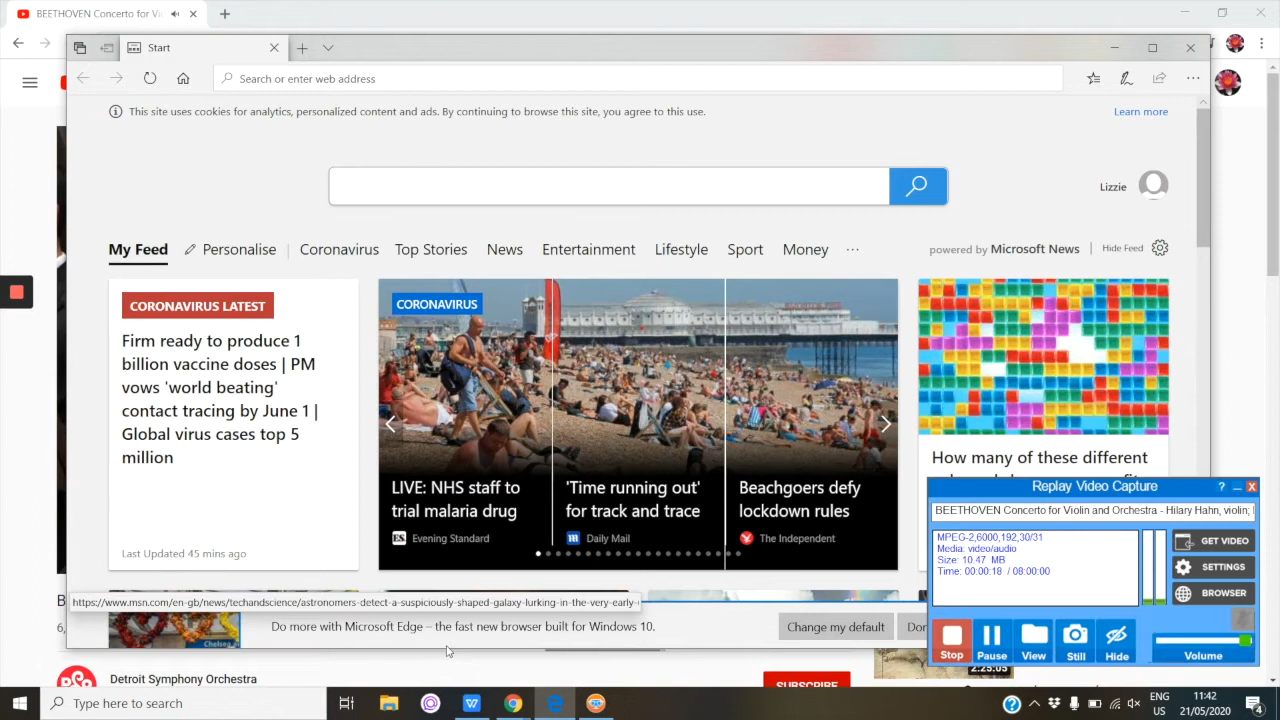 BEETHOVEN Concerto for Vi
Start
Search or enter web address
This site uses cookies for analytics, personalized content and ads. By continuing to browse this site, you agree to this use.
Learn more
Lizzie
My Feed
Personalise
Coronavirus
Top Stories
News
Entertainment
Lifestyle
Sport
Money
powered by Microsoft News
Hide Feed
CORONAVIRUS LATEST
Firm ready to produce 1
billion vaccine doses | PM
vows 'world beating'
contact tracing by June 1 |
Global virus cases top 5
million
Last Updated 45 mins ago
CORONAVIRUS
LIVE: NHS staff to
trial malaria drug
Evening Standard
'Time running out'
for track and trace
Daily Mail
Beachgoers defy
lockdown rules
The Independent
How many of these different
Replay Video Capture
BEETHOVEN Concerto for Violin and Orchestra - Hilary Hahn, violin;
MPEG-2,6000,192,30/31
Media: video/audio
Size: 10.47 MB
Time: 00:00:18 / 08:00:00
GET VIDEO
SETTINGS
BROWSER
Stop
Pause
View
Still
Hide
Volume
https://www.msn.com/en-gb/news/techandscience/astronomers-detect-a-suspiciously-shaped-galaxy-lurking-in-the-very-early-
Chelsea
Do more with Microsoft Edge – the fast new browser built for Windows 10.
Change my default
Don
2:25:05
Detroit Symphony Orchestra
SUBSCRIBE
Type here to search
ENG
US
11:42
21/05/2020
4